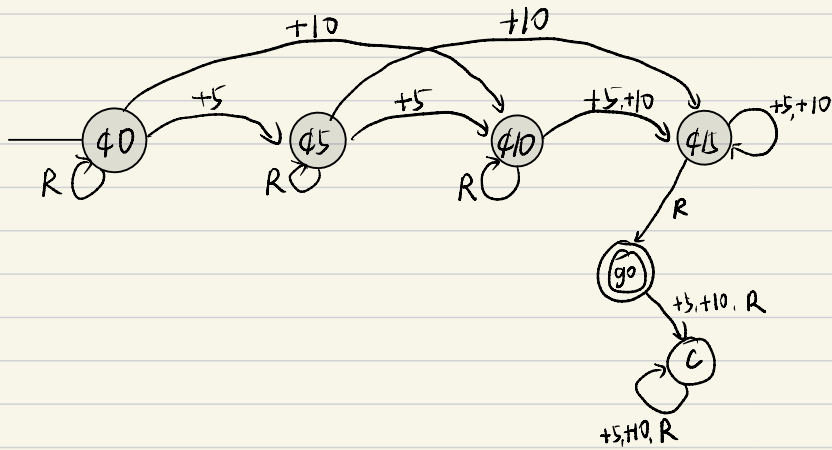 +10 +10
+5 +5 +5,+10 +5,+10
¢0 ¢5 ¢10 ¢15
R R R
R
go
+5,+10, R
C
+5,+10, R